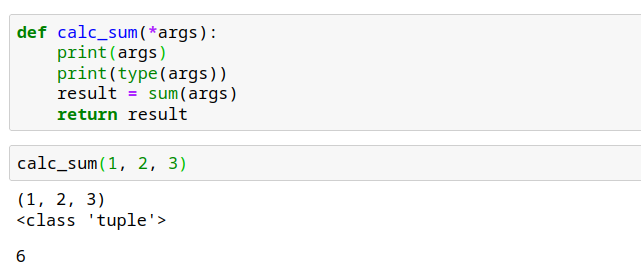 def calc_sum(*args):
    print(args)
    print(type(args))
    result = sum(args)
    return result
calc_sum(1, 2, 3)
(1, 2, 3)
<class 'tuple'>
6